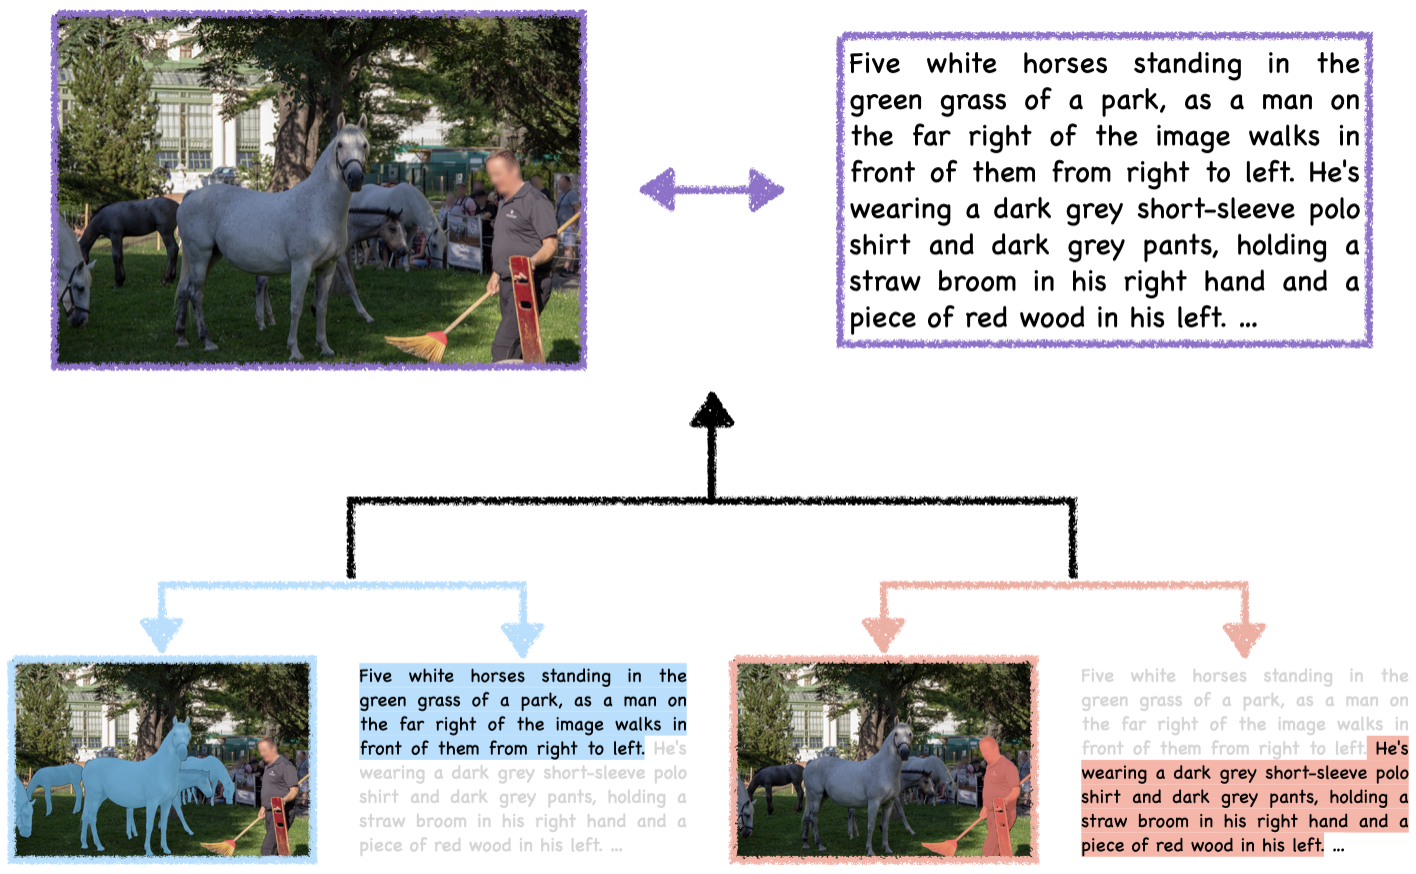 Five white horses standing in the
green grass of a park, as a man on
the far right of the image walks in
front of them from right to left. He's
wearing a dark grey short-sleeve polo
shirt and dark grey pants, holding a
straw broom in his right hand and a
piece of red wood in his left. ...
Five white horses standing in the
green grass of a park, as a man on
the far right of the image walks in
front of them from right to left. He's
wearing a dark grey short-sleeve polo
shirt and dark grey pants, holding a
straw broom in his right hand and a
piece of red wood in his left. ...
Five white horses standing in the
green grass of a park, as a man on
the far right of the image walks in
front of them from right to left. He's
wearing a dark grey short-sleeve polo
shirt and dark grey pants, holding a
straw broom in his right hand and a
piece of red wood in his left. ...